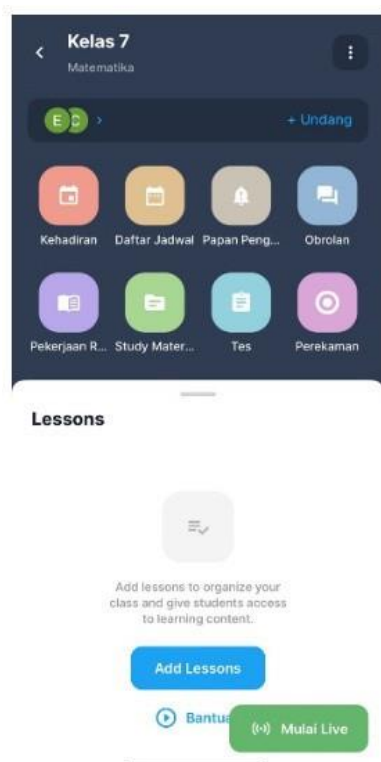 Kelas 7
Matematika
E C
+ Undang
Kehadiran Daftar Jadwal Papan Peng... Obrolan
Pekerjaan R... Study Mater... Tes Perekaman
Lessons
Add lessons to organize your
class and give students access
to learning content.
Add Lessons
Bantua
Mulai Live